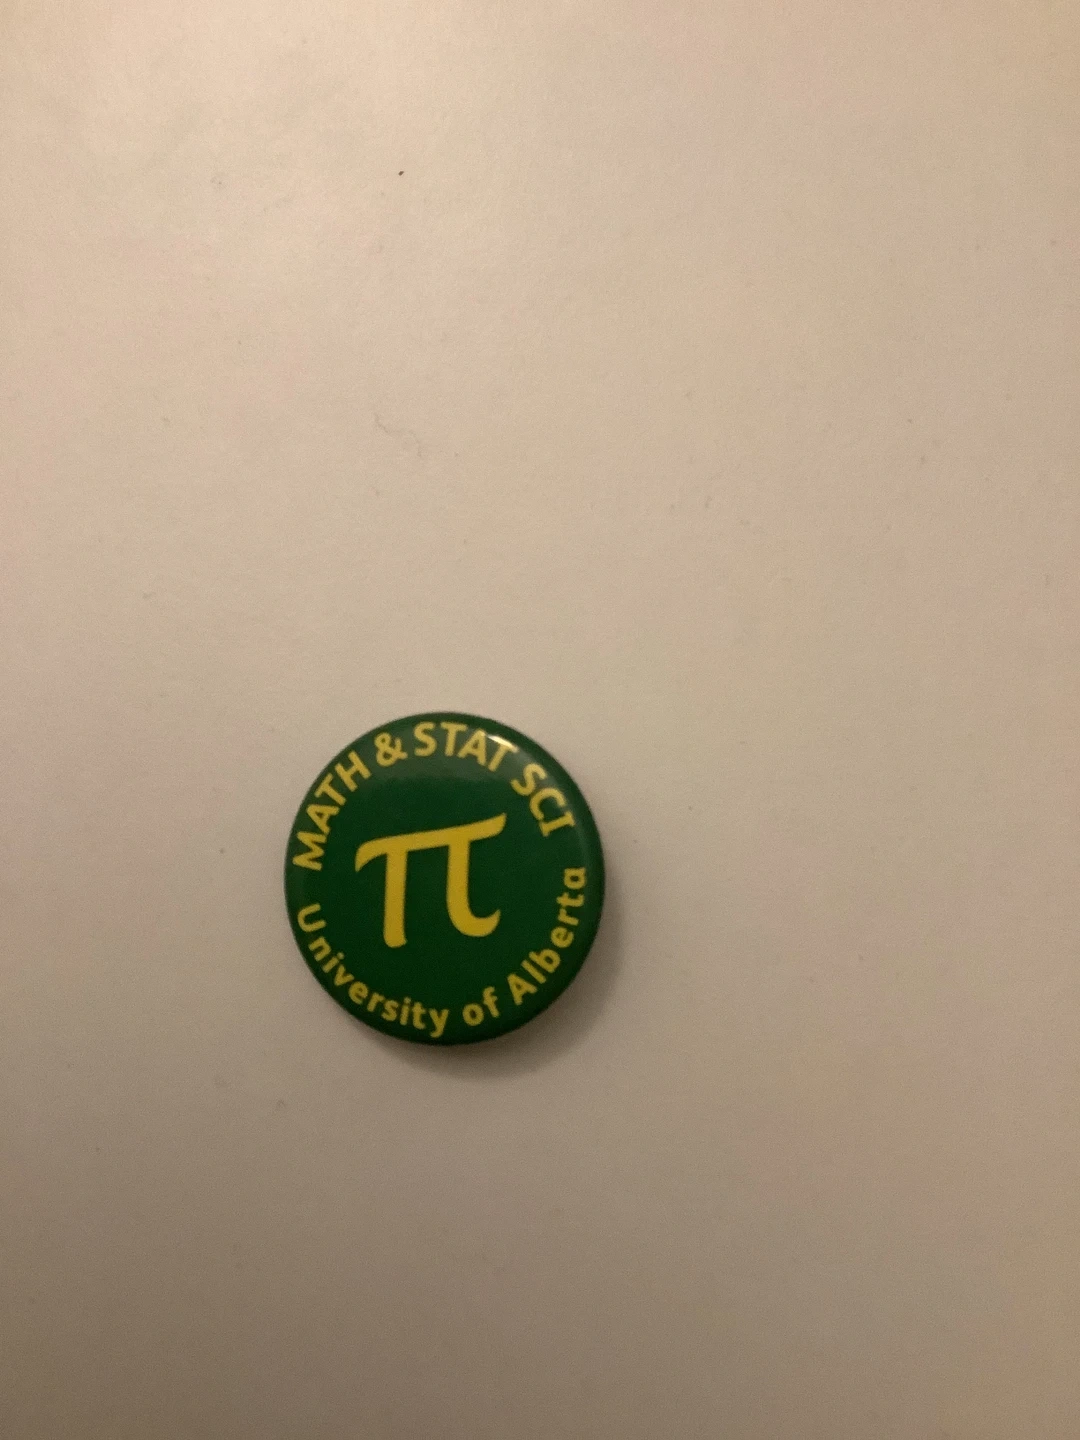 MATH & STAT SCI
π
University of Alberta